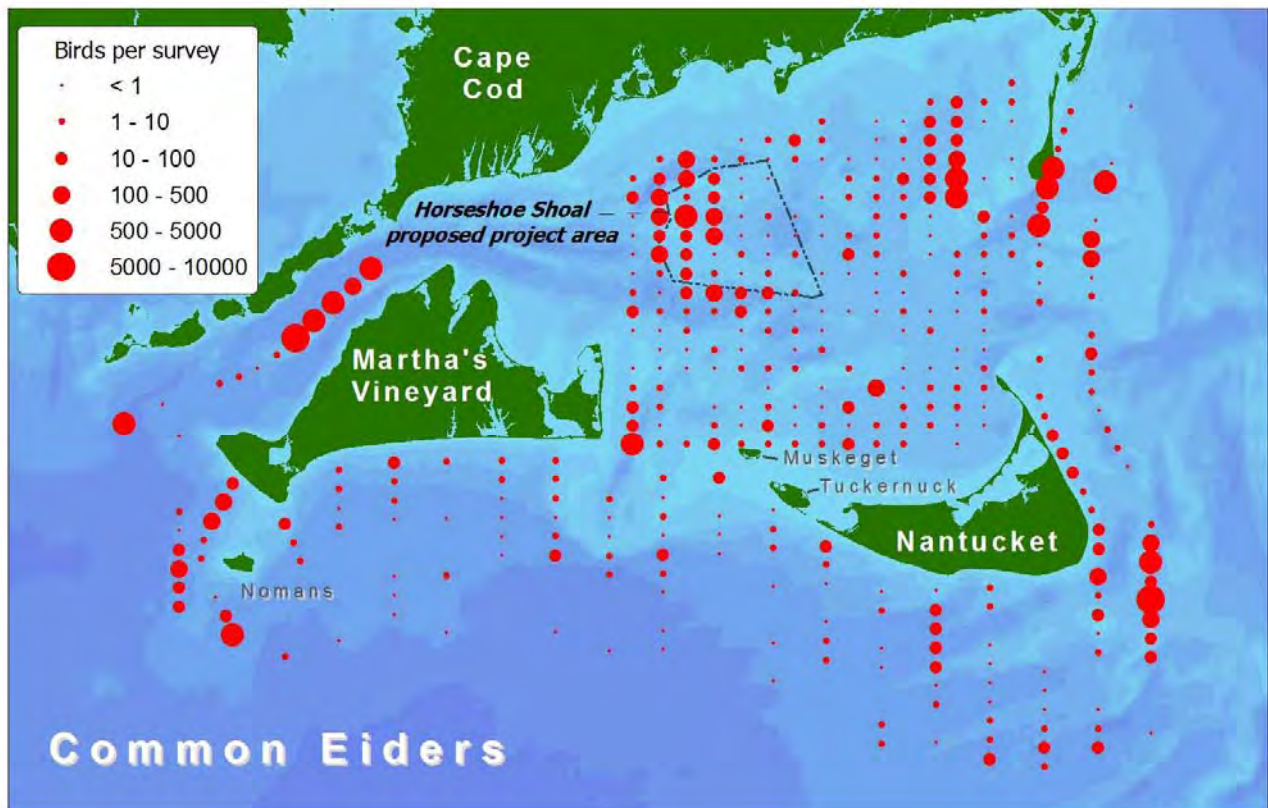 Birds per survey
< 1
1 - 10
10 - 100
100 - 500
500 - 5000
5000 - 10000
Cape
Cod
Horseshoe Shoal
proposed project area
Martha's
Vineyard
Muskeget
Tuckernuck
Nantucket
Nomans
Common Eiders